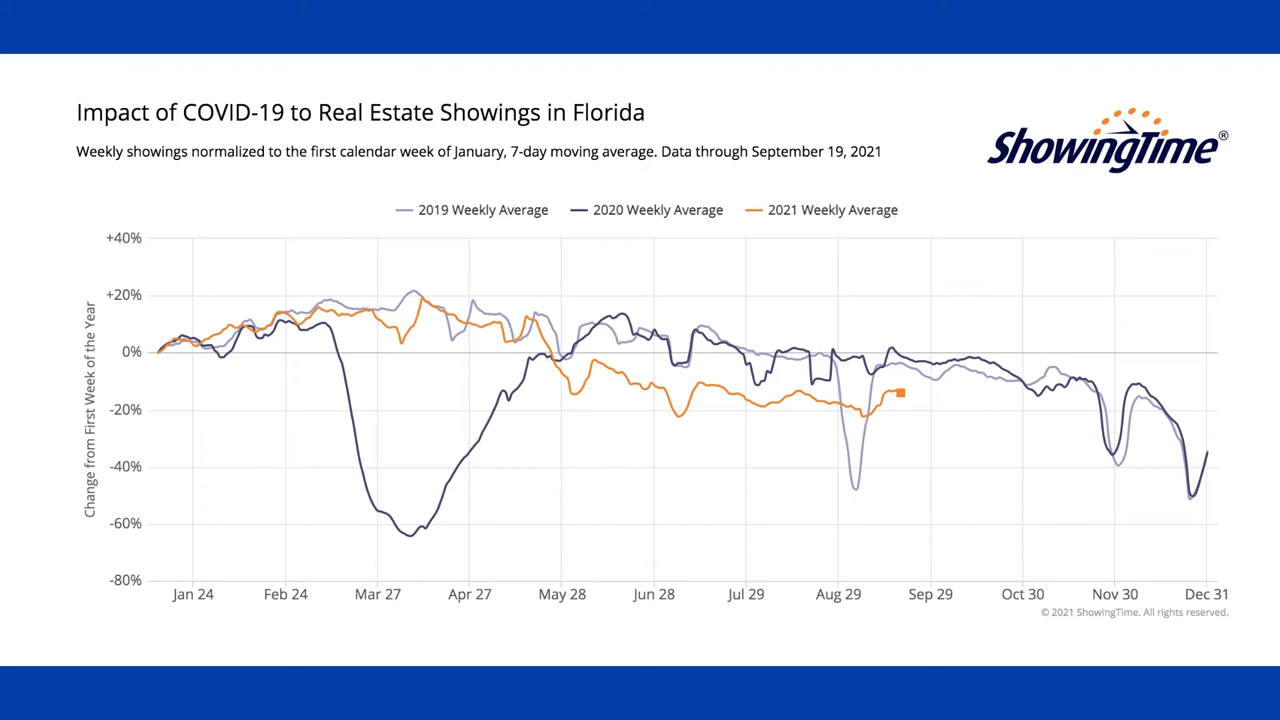 Impact of COVID-19 to Real Estate Showings in Florida
Weekly showings normalized to the first calendar week of January, 7-day moving average. Data through September 19, 2021
ShowingTime®
2019 Weekly Average 2020 Weekly Average 2021 Weekly Average
Change from First Week of the Year
+40%
+20%
0%
-20%
-40%
-60%
-80%
Jan 24 Feb 24 Mar 27 Apr 27 May 28 Jun 28 Jul 29 Aug 29 Sep 29 Oct 30 Nov 30 Dec 31
© 2021 ShowingTime. All rights reserved.